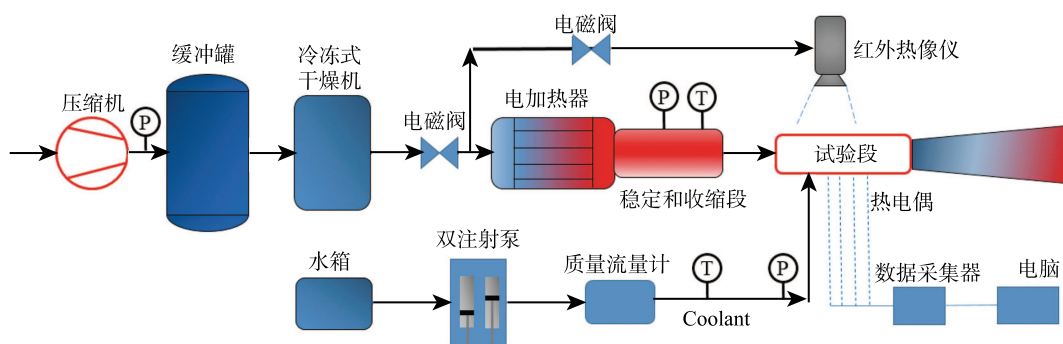 电磁阀
红外热像仪
缓冲罐
冷冻式
干燥机
压缩机
P
电磁阀
电加热器
P
T
稳定和收缩段
试验段
热电偶
水箱
双注射泵
质量流量计
T
P
Coolant
数据采集器
电脑